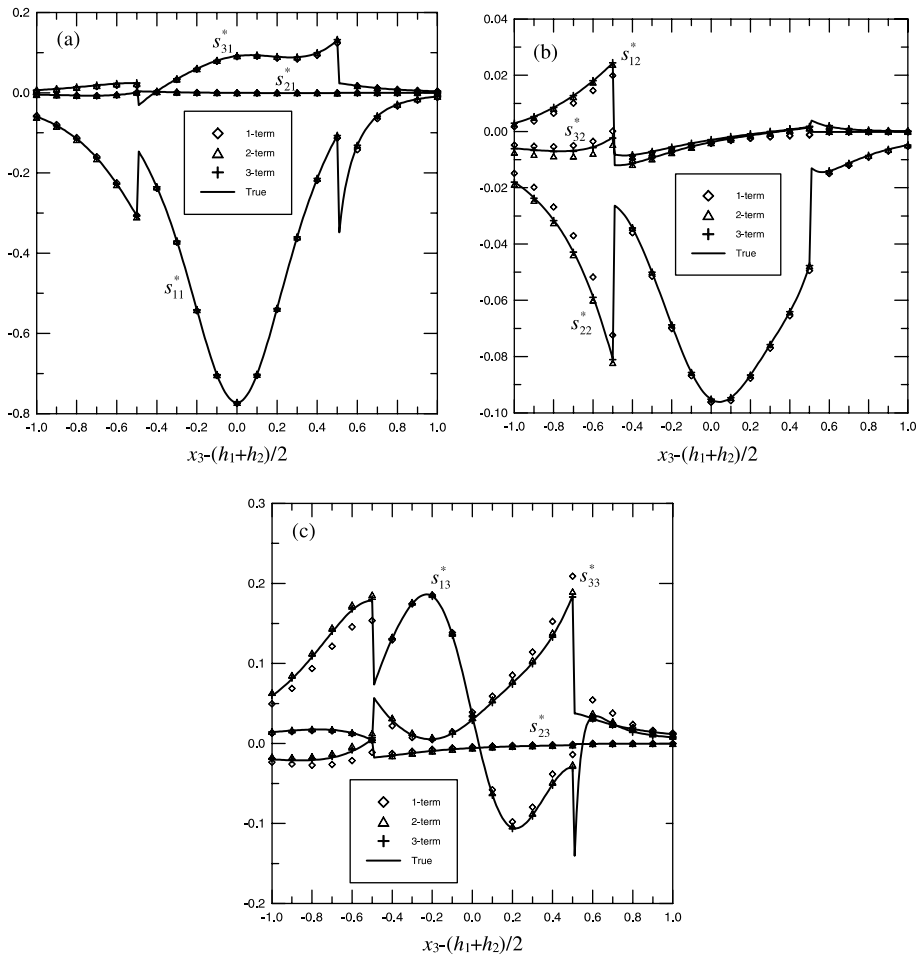 (a)
s*31
s*21
s*11
1-term
2-term
3-term
True
0.2
0.0
-0.2
-0.4
-0.6
-0.8
-1.0 -0.8 -0.6 -0.4 -0.2 0.0 0.2 0.4 0.6 0.8 1.0
x3-(h1+h2)/2
(b)
s*12
s*32
s*22
1-term
2-term
3-term
True
0.04
0.02
0.00
-0.02
-0.04
-0.06
-0.08
-0.10
-1.0 -0.8 -0.6 -0.4 -0.2 0.0 0.2 0.4 0.6 0.8 1.0
x3-(h1+h2)/2
(c)
s*13
s*33
s*23
1-term
2-term
3-term
True
0.3
0.2
0.1
0.0
-0.1
-0.2
-1.0 -0.8 -0.6 -0.4 -0.2 0.0 0.2 0.4 0.6 0.8 1.0
x3-(h1+h2)/2